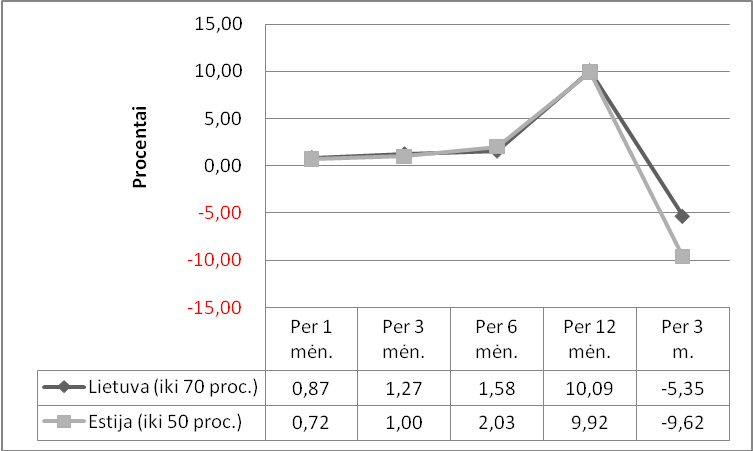 15,00
10,00
5,00
0,00
-5,00
-10,00
-15,00
Procentai
Per 1 mėn. Per 3 mėn. Per 6 mėn. Per 12 mėn. Per 3 m.
Lietuva (iki 70 proc.) 0,87 1,27 1,58 10,09 -5,35
Estija (iki 50 proc.) 0,72 1,00 2,03 9,92 -9,62